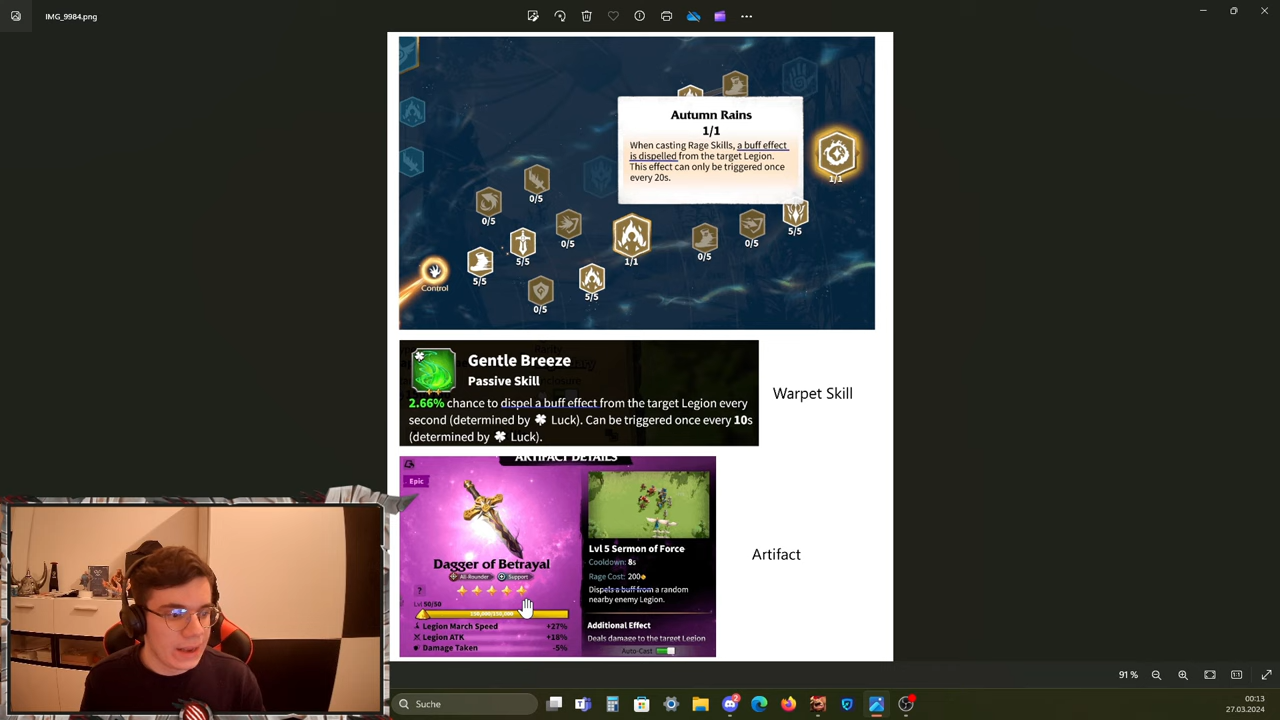 IMG_9984.png
Autumn Rains
1/1
When casting Rage Skills, a buff effect
is dispelled from the target Legion.
This effect can only be triggered once
every 20s.
1/1
0/5
0/5
0/5
5/5
1/1
0/5
0/5
5/5
5/5
5/5
0/5
Control
Gentle Breeze
Passive Skill
2.66% chance to dispel a buff effect from the target Legion every
second (determined by Luck). Can be triggered once every 10s
(determined by Luck).
Warpet Skill
ARTIFACT DETAILS
Epic
Dagger of Betrayal
All-Rounder Support
?
Lvl 50/50
Legion March Speed +27%
Legion ATK +18%
Damage Taken -5%
Lvl 5 Sermon of Force
Cooldown: 8s
Rage Cost: 200
Dispels a buff from a random
nearby enemy Legion.
Additional Effect
Deals damage to the target Legion
Auto-Cast
Artifact
91 %
Suche
2
00:13
27.03.2024